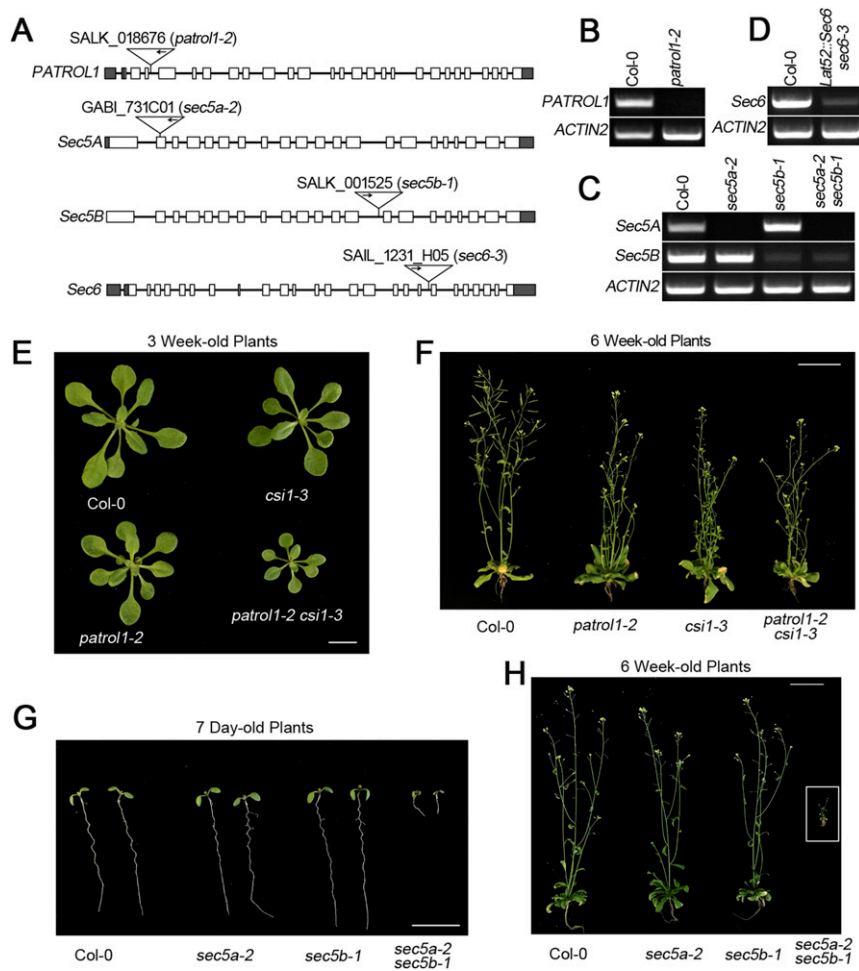 A
SALK_018676 (patrol1-2)
PATROL1
GABI_731C01 (sec5a-2)
Sec5A
SALK_001525 (sec5b-1)
Sec5B
SAIL_1231_H05 (sec6-3)
Sec6
B
Col-0
patrol1-2
PATROL1
ACTIN2
D
Col-0
Lat52::Sec6
sec6-3
Sec6
ACTIN2
C
Col-0
sec5a-2
sec5b-1
sec5a-2
sec5b-1
Sec5A
Sec5B
ACTIN2
E
3 Week-old Plants
Col-0
csi1-3
patrol1-2
patrol1-2 csi1-3
F
6 Week-old Plants
Col-0
patrol1-2
csi1-3
patrol1-2
csi1-3
G
7 Day-old Plants
Col-0
sec5a-2
sec5b-1
sec5a-2
sec5b-1
H
6 Week-old Plants
Col-0
sec5a-2
sec5b-1
sec5a-2
sec5b-1